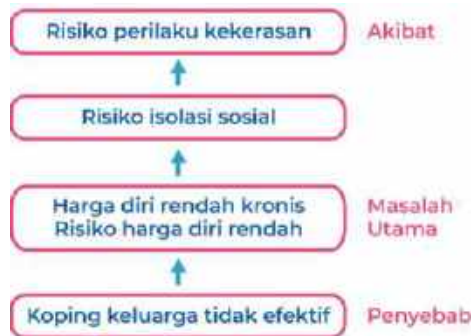 Risiko perilaku kekerasan
Akibat
Risiko isolasi sosial
Harga diri rendah kronis
Risiko harga diri rendah
Masalah
Utama
Koping keluarga tidak efektif
Penyebab